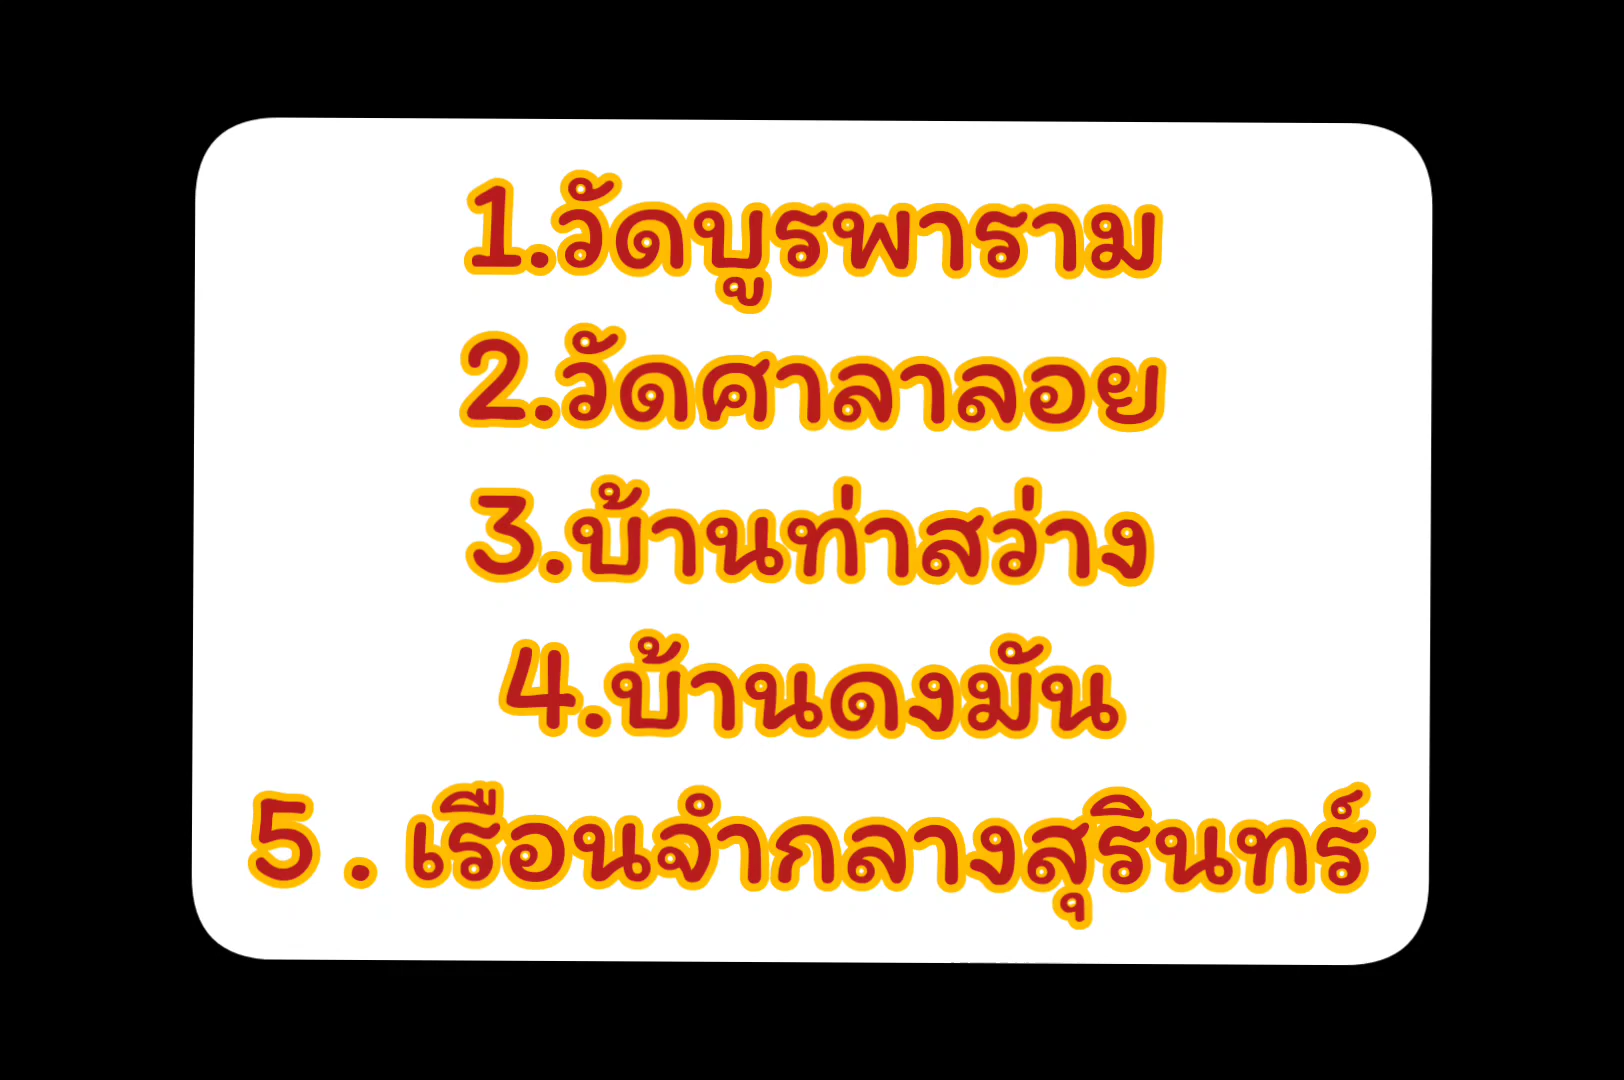 1.วัดบูรพาราม
2.วัดศาลาลอย
3.บ้านท่าสว่าง
4.บ้านดงมัน
5 . เรือนจำกลางสุรินทร์